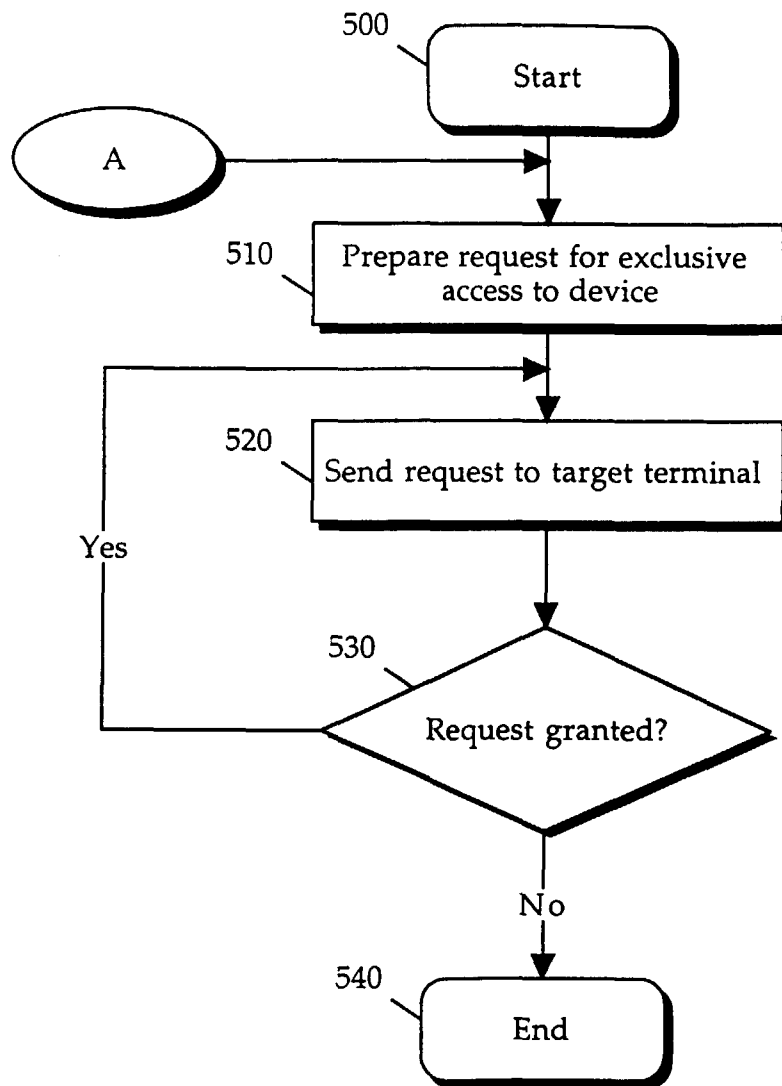 500
Start
A
510
Prepare request for exclusive
access to device
520
Send request to target terminal
Yes
530
Request granted?
No
540
End